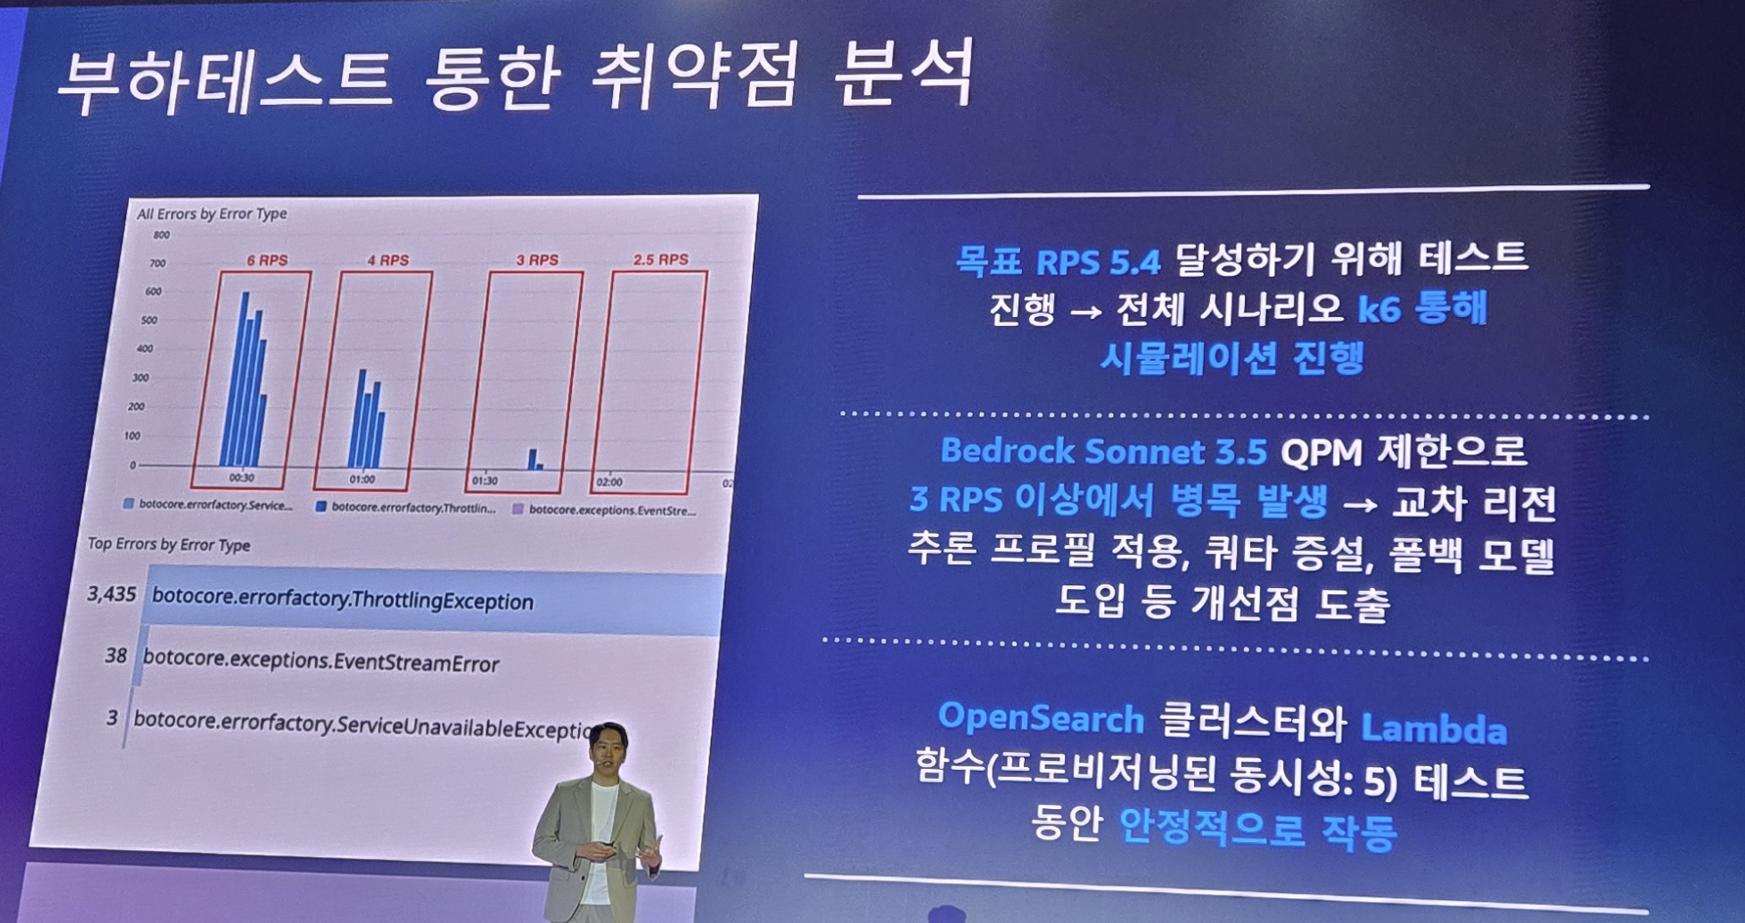 부하테스트 통한 취약점 분석
All Errors by Error Type
800
700
600
500
400
300
200
100
0
6 RPS
4 RPS
3 RPS
2.5 RPS
00:30
01:00
01:30
02:00
botocore.errorfactory.Service...
botocore.errorfactory.Throttlin...
botocore.exceptions.EventStre...
Top Errors by Error Type
3,435 botocore.errorfactory.ThrottlingException
38 botocore.exceptions.EventStreamError
3 botocore.errorfactory.ServiceUnavailableExceptio
목표 RPS 5.4 달성하기 위해 테스트
진행 → 전체 시나리오 k6 통해
시뮬레이션 진행
Bedrock Sonnet 3.5 QPM 제한으로
3 RPS 이상에서 병목 발생 → 교차 리전
추론 프로필 적용, 쿼타 증설, 폴백 모델
도입 등 개선점 도출
OpenSearch 클러스터와 Lambda
함수(프로비저닝된 동시성: 5) 테스트
동안 안정적으로 작동